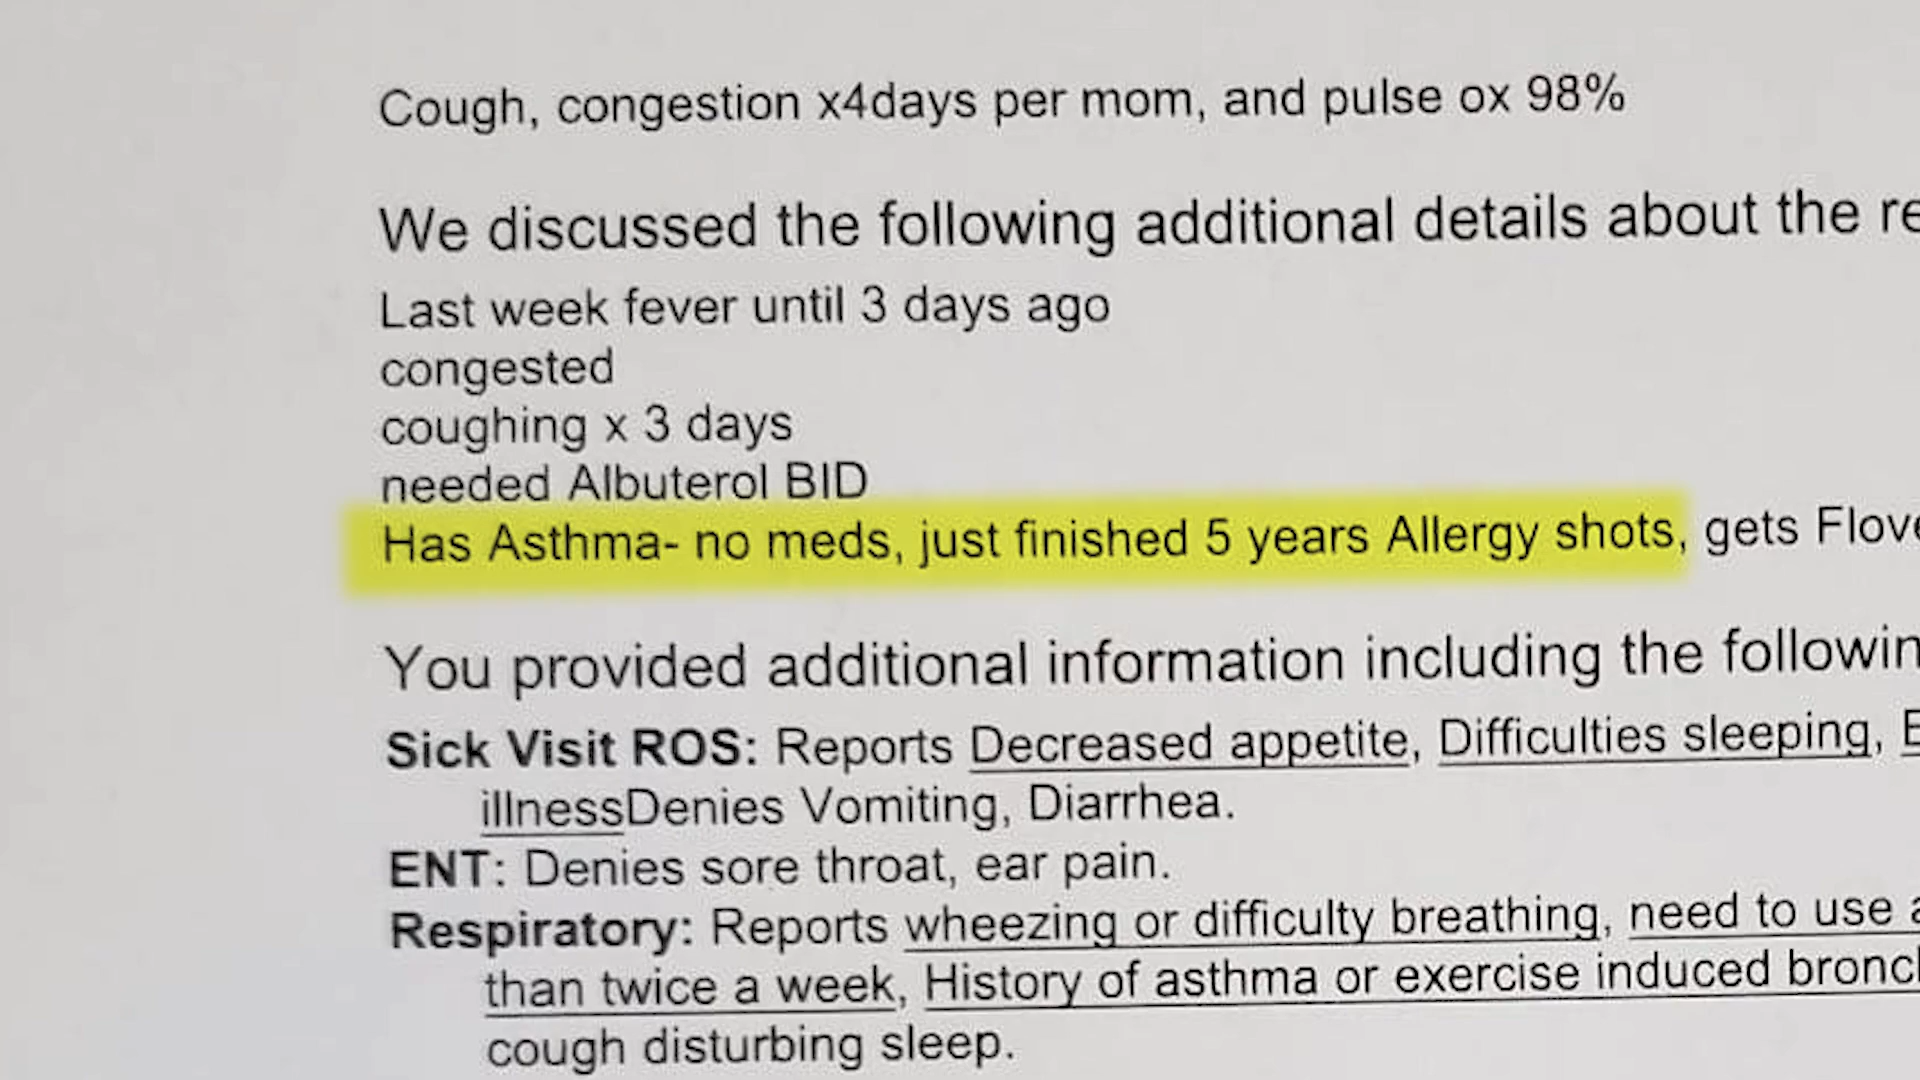 Cough, congestion x4days per mom, and pulse ox 98%
We discussed the following additional details about the
Last week fever until 3 days ago
congested
coughing x 3 days
needed Albuterol BID
Has Asthma- no meds, just finished 5 years Allergy shots, gets
You provided additional information including the
Sick Visit ROS: Reports Decreased appetite, Difficulties sleeping,
illnessDenies Vomiting, Diarrhea.
ENT: Denies sore throat, ear pain.
Respiratory: Reports wheezing or difficulty breathing, need to use
than twice a week, History of asthma or exercise induced
cough disturbing sleep.